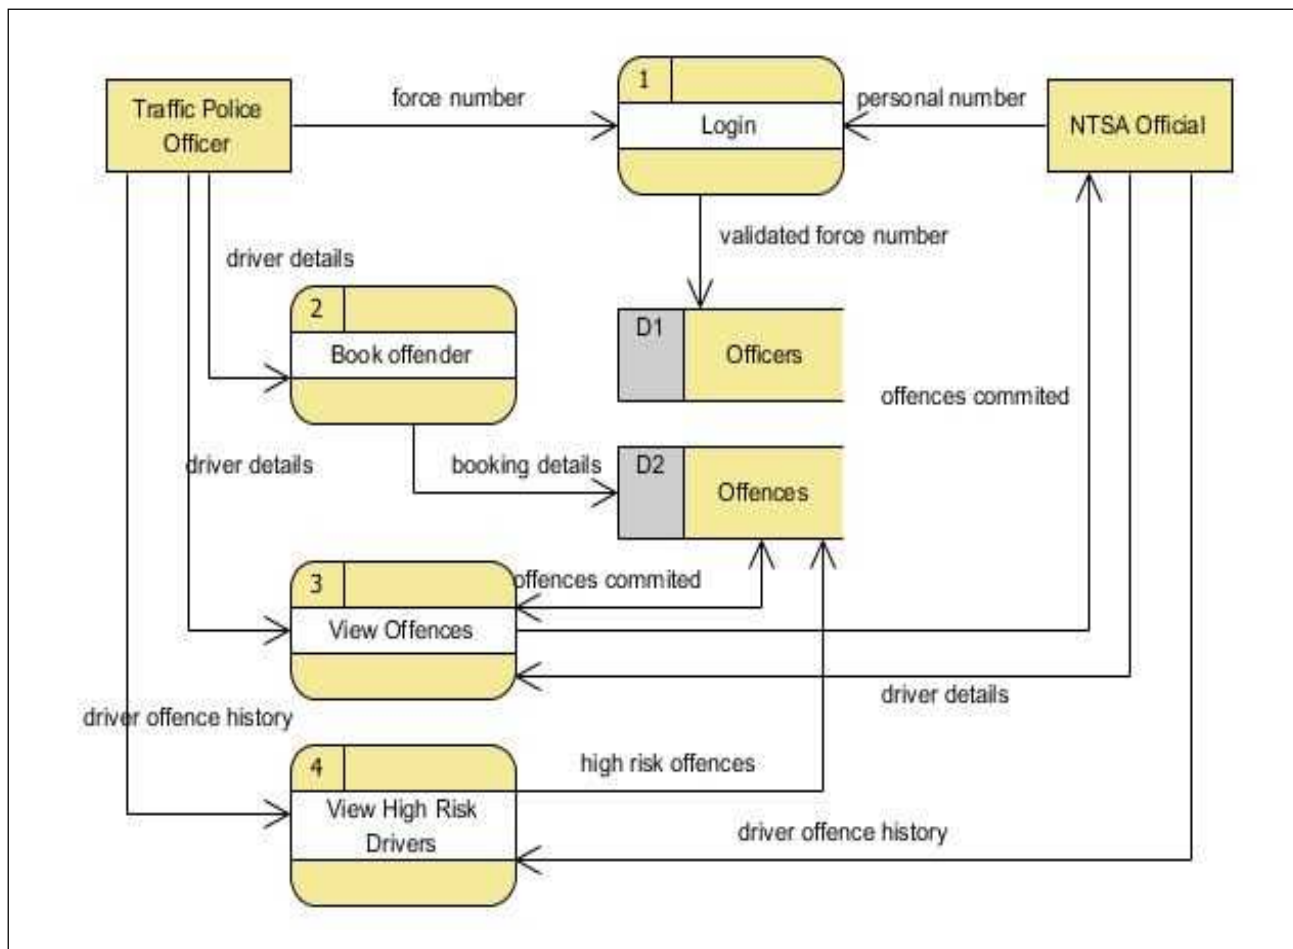 1
Traffic Police
Officer
force number
Login
personal number
NTSA Official
validated force number
driver details
2
Book offender
D1
Officers
offences commited
driver details
booking details
D2
Offences
3
offences commited
View Offences
driver details
driver offence history
4
high risk offences
View High Risk
Drivers
driver offence history